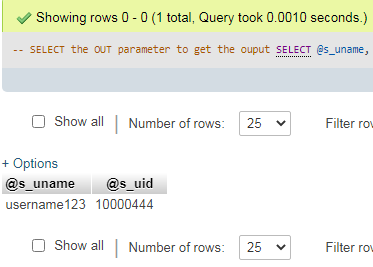 Showing rows 0 - 0 (1 total, Query took 0.0010 seconds.)
-- SELECT the OUT parameter to get the ouput SELECT @s_uname,
Show all | Number of rows: 25 Filter row
+ Options
@s_uname @s_uid
username123 10000444
Show all | Number of rows: 25 Filter row